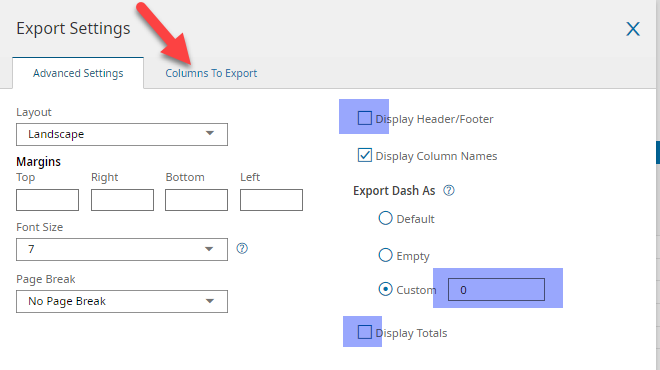 Export Settings
Advanced Settings
Columns To Export
Layout
Landscape
Margins
Top Right Bottom Left
Font Size
7
Page Break
No Page Break
Display Header/Footer
Display Column Names
Export Dash As
Default
Empty
Custom 0
Display Totals